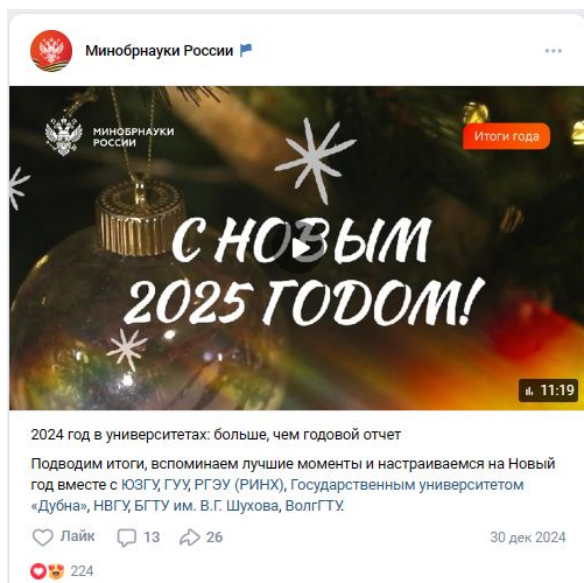 Минобрнауки России
МИНОБРНАУКИ
РОССИИ
Итоги года
С НОВЫМ
2025 ГОДОМ!
11:19
2024 год в университетах: больше, чем годовой отчет
Подводим итоги, вспоминаем лучшие моменты и настраиваемся на Новый
год вместе с ЮЗГУ, ГУУ, РГЭУ (РИНХ), Государственным университетом
«Дубна», НВГУ, БГТУ им. В.Г. Шухова, ВолгГТУ.
Лайк 13 26 30 дек 2024
224